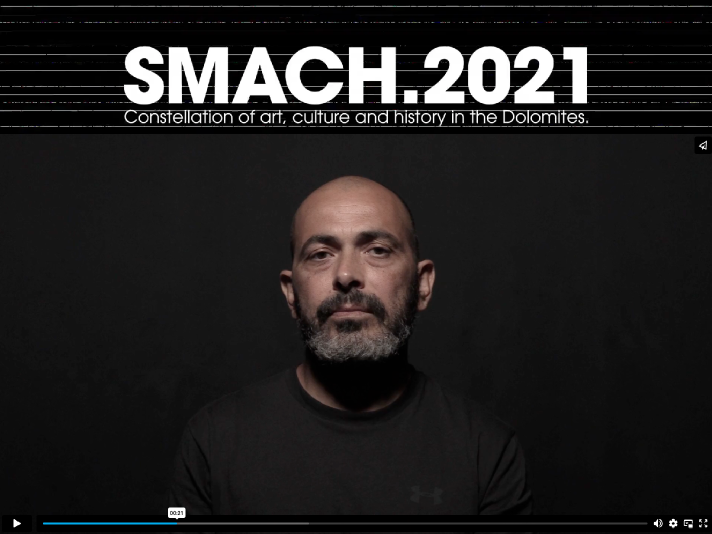 SMACH.2021
Constellation of art, culture and history in the Dolomites.
00:21